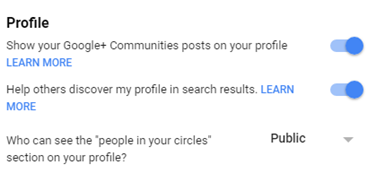 Profile
Show your Google+ Communities posts on your profile
LEARN MORE
Help others discover my profile in search results. LEARN
MORE
Who can see the "people in your circles"
section on your profile?
Public